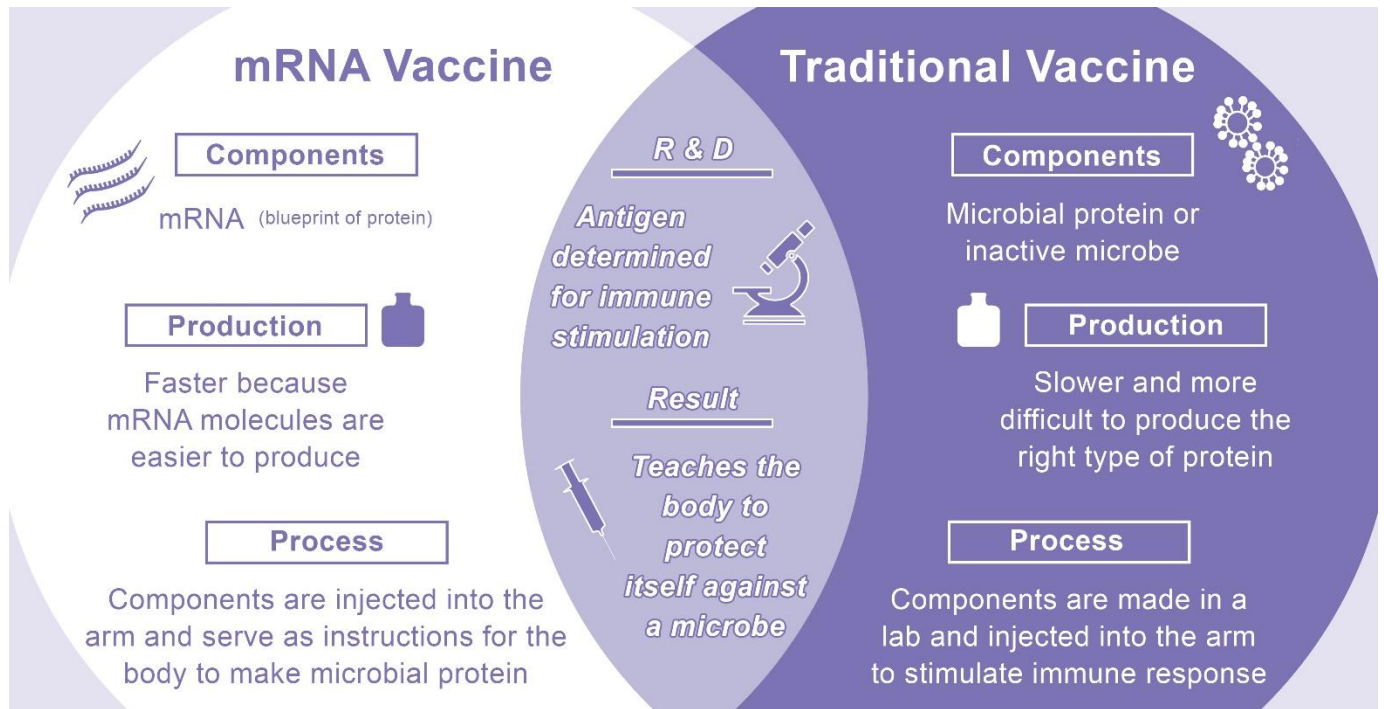 mRNA Vaccine
Components
mRNA (blueprint of protein)
Production
Faster because
mRNA molecules are
easier to produce
Process
Components are injected into the
arm and serve as instructions for the
body to make microbial protein
R & D
Antigen
determined
for immune
stimulation
Result
Teaches the
body to
protect
itself against
a microbe
Traditional Vaccine
Components
Microbial protein or
inactive microbe
Production
Slower and more
difficult to produce the
right type of protein
Process
Components are made in a
lab and injected into the arm
to stimulate immune response